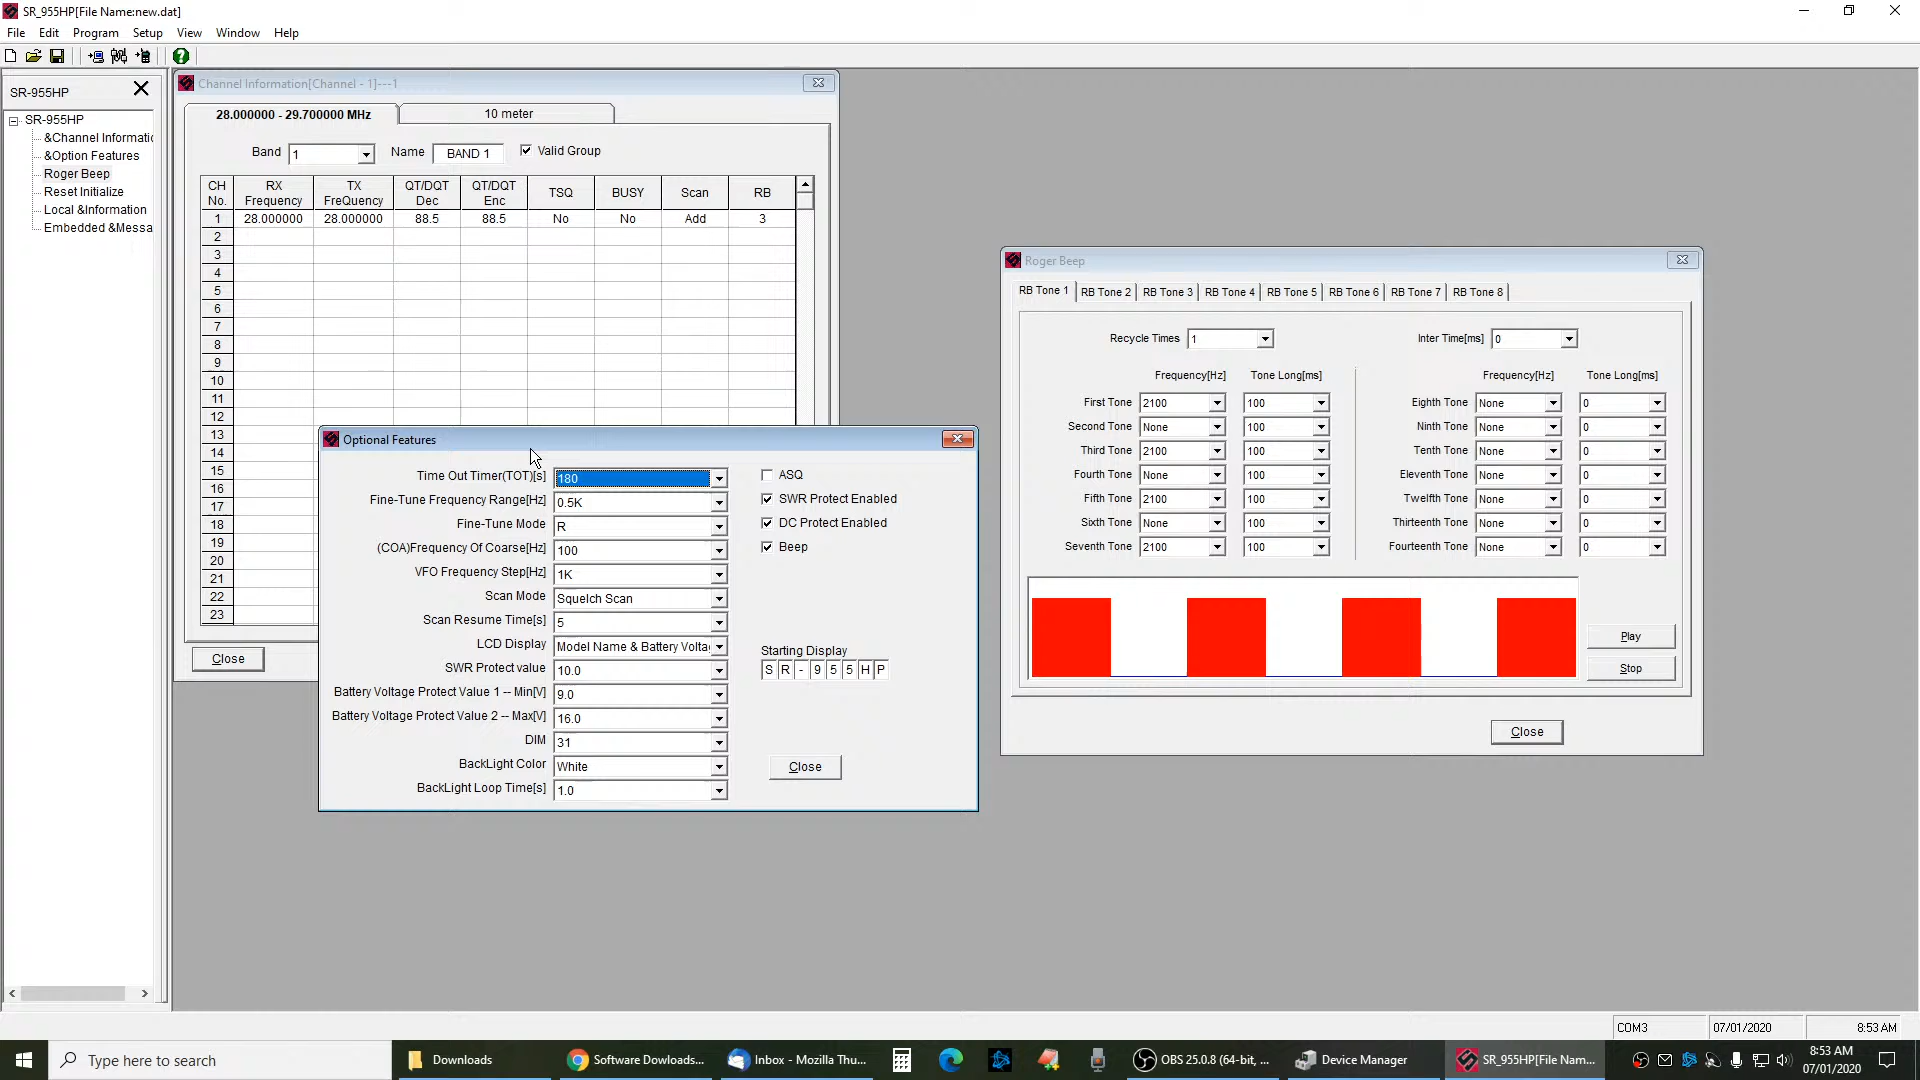 SR_955HP[File Name:new.dat]
File Edit Program Setup View Window Help
SR-955HP
SR-955HP
&Channel Informatic
&Option Features
Roger Beep
Reset Initialize
Local &Information
Embedded &Messa
Channel Information[Channel - 1]---1
28.000000 - 29.700000 MHz
10 meter
Band 1 Name BAND 1 Valid Group
CH No. RX Frequency TX FreQuency QT/DQT Dec QT/DQT Enc TSQ BUSY Scan RB
1 28.000000 28.000000 88.5 88.5 No No Add 3
2
3
4
5
6
7
8
9
10
11
12
13
14
15
16
17
18
19
20
21
22
23
Close
Optional Features
Time Out Timer(TOT)[s] 180
Fine-Tune Frequency Range[Hz] 0.5K
Fine-Tune Mode R
(COA)Frequency Of Coarse[Hz] 100
VFO Frequency Step[Hz] 1K
Scan Mode Squelch Scan
Scan Resume Time[s] 5
LCD Display Model Name & Battery Voltag
SWR Protect value 10.0
Battery Voltage Protect Value 1 -- Min[V] 9.0
Battery Voltage Protect Value 2 -- Max[V] 16.0
DIM 31
BackLight Color White
BackLight Loop Time[s] 1.0
ASQ
SWR Protect Enabled
DC Protect Enabled
Beep
Starting Display
S R - 9 5 5 H P
Close
Roger Beep
RB Tone 1 RB Tone 2 RB Tone 3 RB Tone 4 RB Tone 5 RB Tone 6 RB Tone 7 RB Tone 8
Recycle Times 1 Inter Time[ms] 0
Frequency[Hz] Tone Long[ms] Frequency[Hz] Tone Long[ms]
First Tone 2100 100 Eighth Tone None 0
Second Tone None 100 Ninth Tone None 0
Third Tone 2100 100 Tenth Tone None 0
Fourth Tone None 100 Eleventh Tone None 0
Fifth Tone 2100 100 Twelfth Tone None 0
Sixth Tone None 100 Thirteenth Tone None 0
Seventh Tone 2100 100 Fourteenth Tone None 0
Play
Stop
Close
COM3 07/01/2020 8:53 AM
Type here to search
Downloads
Software Dowloads...
Inbox - Mozilla Thu...
OBS 25.0.8 (64-bit, ...
Device Manager
SR_955HP[File Nam...
8:53 AM
07/01/2020